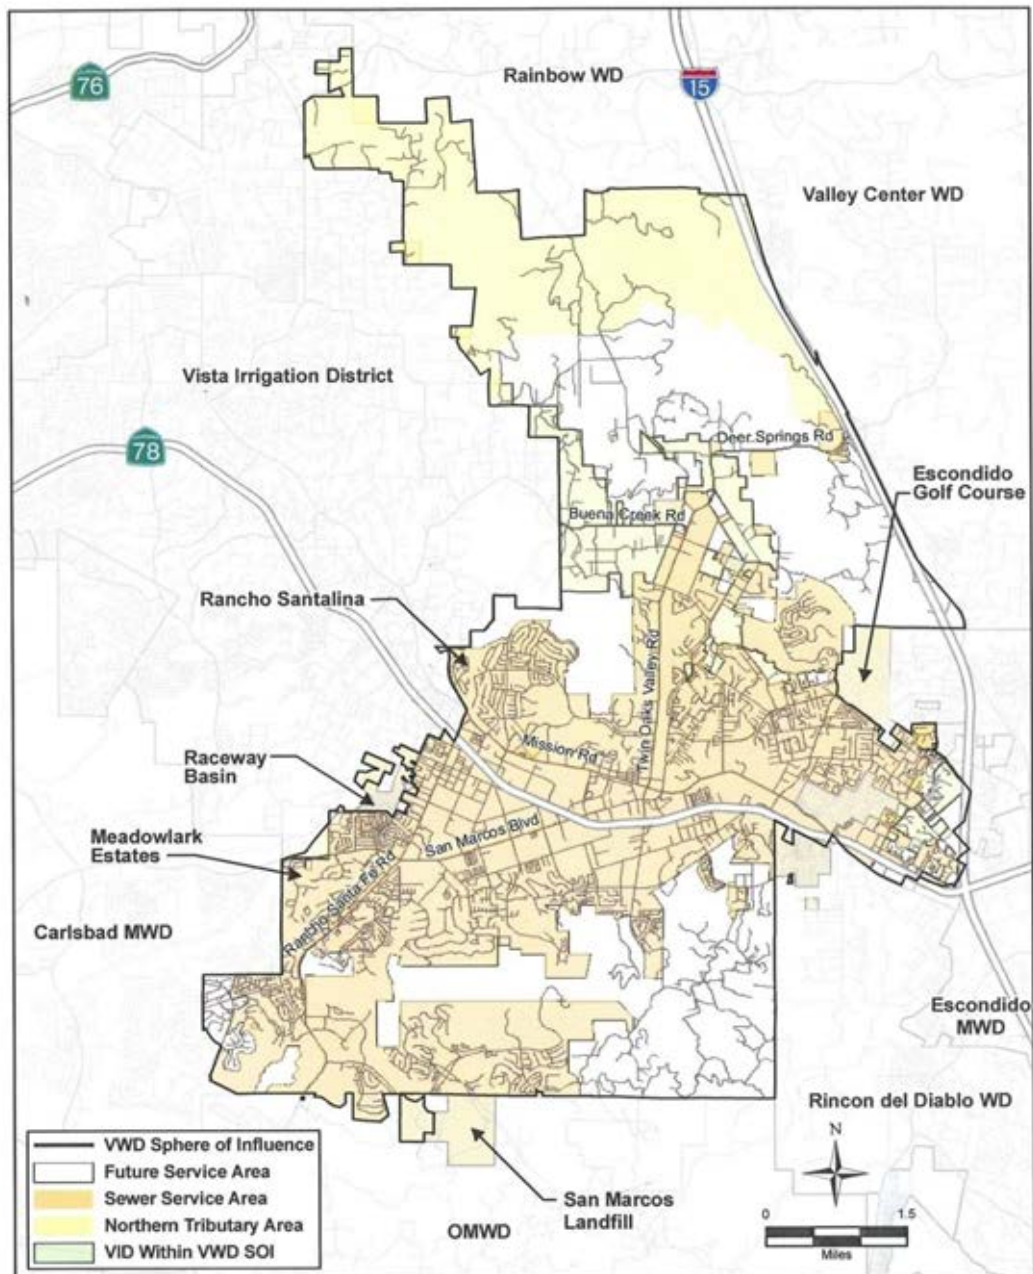 Rainbow WD
76
15
Valley Center WD
Vista Irrigation District
78
Deer Springs Rd
Escondido
Golf Course
Buena Creek Rd
Rancho Santalina
Twin Oaks Valley Rd
Mission Rd
Raceway
Basin
San Marcos Blvd
Meadowlark
Estates
Rancho Santa Fe Rd
Carlsbad MWD
Escondido
MWD
Rincon del Diablo WD
N
VWD Sphere of Influence
Future Service Area
Sewer Service Area
Northern Tributary Area
VID Within VWD SOI
San Marcos
Landfill
OMWD
0 1.5
Miles